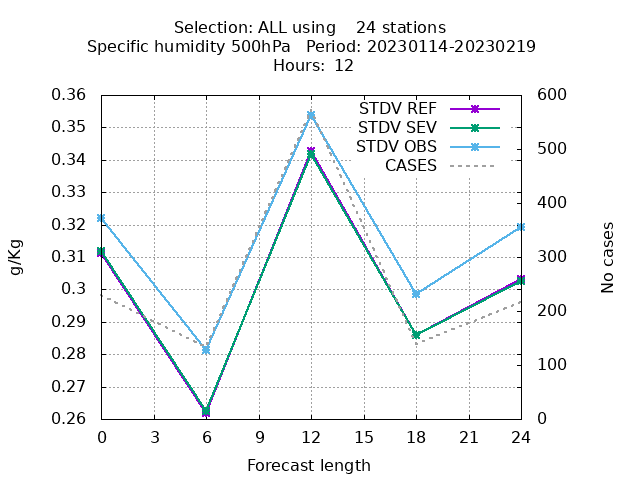 Selection: ALL using    24 stations
Specific humidity 500hPa   Period: 20230114-20230219
Hours: 12
0.36
0.35
0.34
0.33
0.32
0.31
0.3
0.29
0.28
0.27
0.26
g/Kg
STDV REF
STDV SEV
STDV OBS
CASES
600
500
400
300
200
100
0
No cases
0 3 6 9 12 15 18 21 24
Forecast length